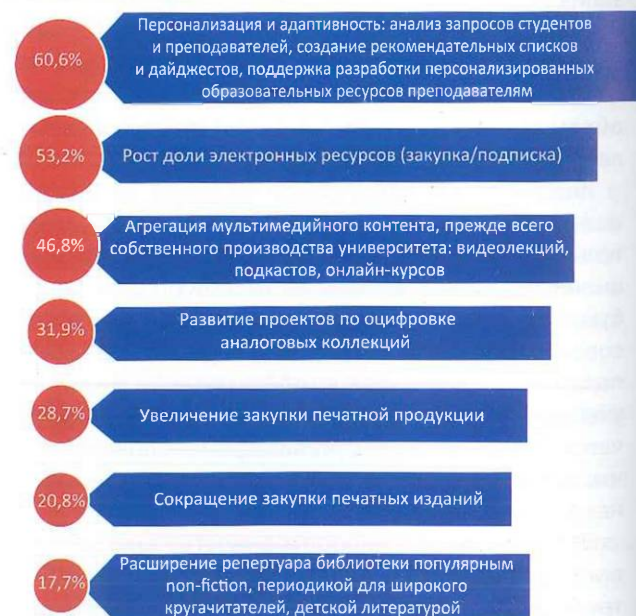 60,6%
Персонализация и адаптивность: анализ запросов студентов
и преподавателей, создание рекомендательных списков
и дайджестов, поддержка разработки персонализированных
образовательных ресурсов преподавателям
53,2%
Рост доли электронных ресурсов (закупка/подписка)
46,8%
Агрегация мультимедийного контента, прежде всего
собственного производства университета: видеолекций,
подкастов, онлайн-курсов
31,9%
Развитие проектов по оцифровке
аналоговых коллекций
28,7%
Увеличение закупки печатной продукции
20,8%
Сокращение закупки печатных изданий
17,7%
Расширение репертуара библиотеки популярным
non-fiction, периодикой для широкого
кругачитателей, детской литературой